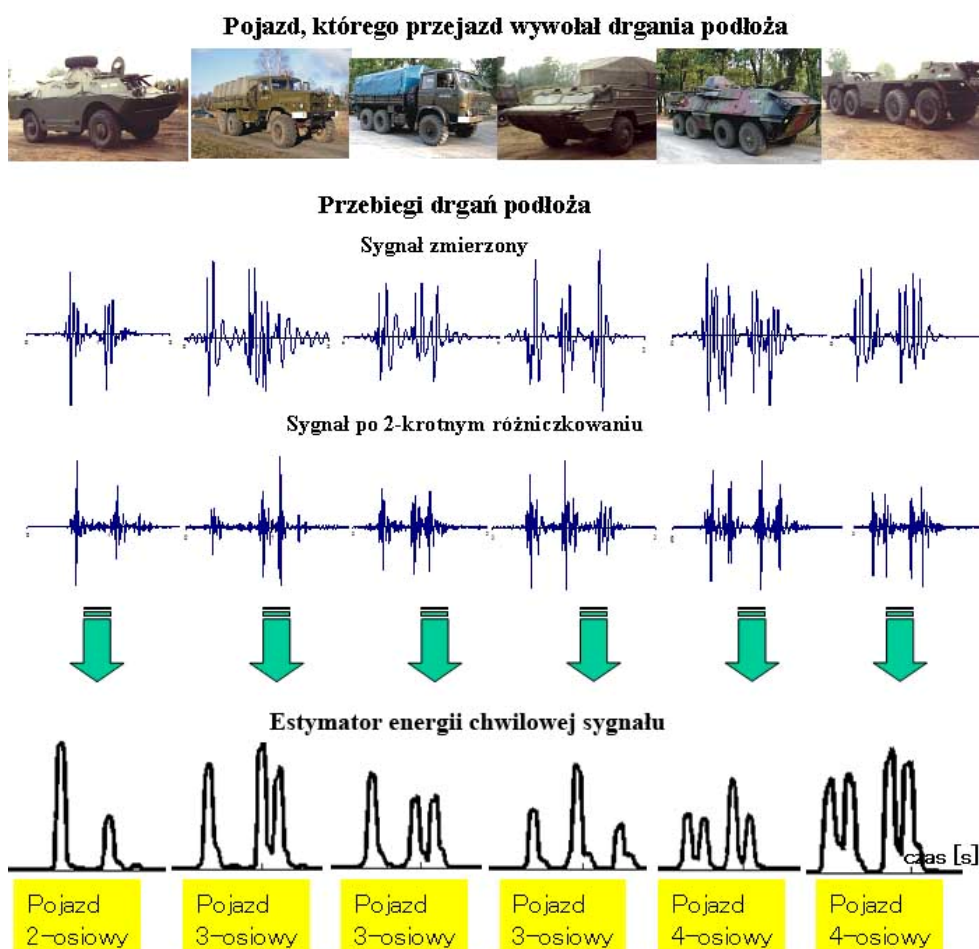 Pojazd, którego przejazd wywołał drgania podłoża
Przebiegi drgań podłoża
Sygnał zmierzony
Sygnał po 2-krotnym różniczkowaniu
Estymator energii chwilowej sygnału
czas [s]
Pojazd
2-osiowy
Pojazd
3-osiowy
Pojazd
3-osiowy
Pojazd
3-osiowy
Pojazd
4-osiowy
Pojazd
4-osiowy